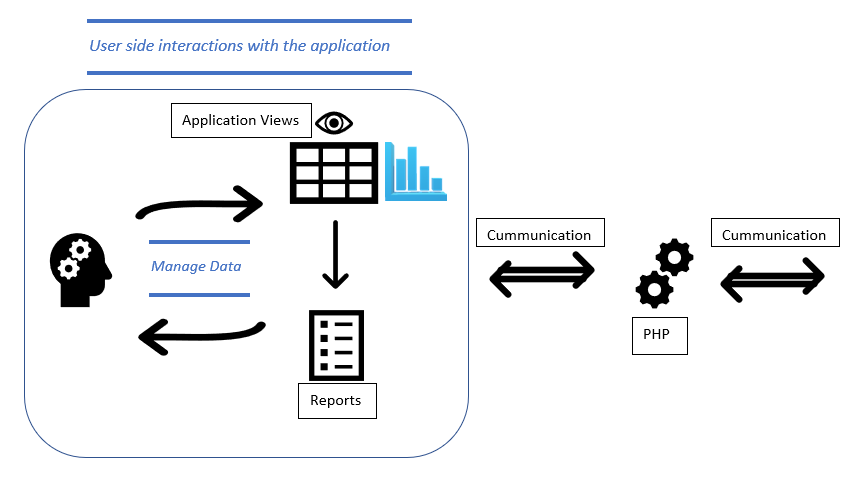 User side interactions with the application
Application Views
Cummunication
Cummunication
Manage Data
PHP
Reports